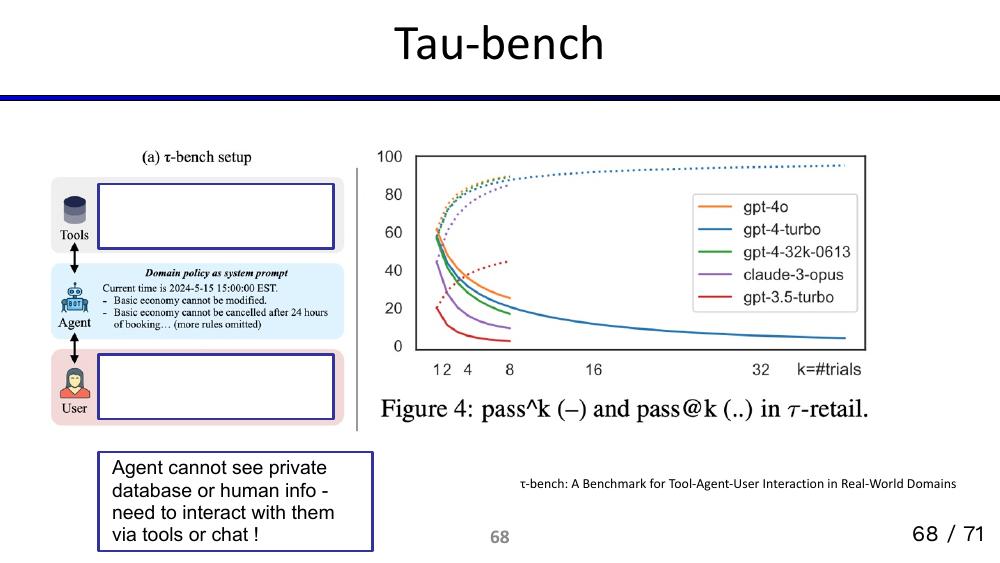 Tau-bench
(a) τ-bench setup
Tools
Domain policy as system prompt
Current time is 2024-5-15 15:00:00 EST.
- Basic economy cannot be modified.
- Basic economy cannot be cancelled after 24 hours
of booking… (more rules omitted)
BOT
Agent
User
100
80
60
40
20
0
1 2 4 8 16 32 k=#trials
gpt-4o
gpt-4-turbo
gpt-4-32k-0613
claude-3-opus
gpt-3.5-turbo
Figure 4: pass^k (–) and pass@k (..) in τ-retail.
Agent cannot see private
database or human info -
need to interact with them
via tools or chat !
τ-bench: A Benchmark for Tool-Agent-User Interaction in Real-World Domains
68
68 / 71